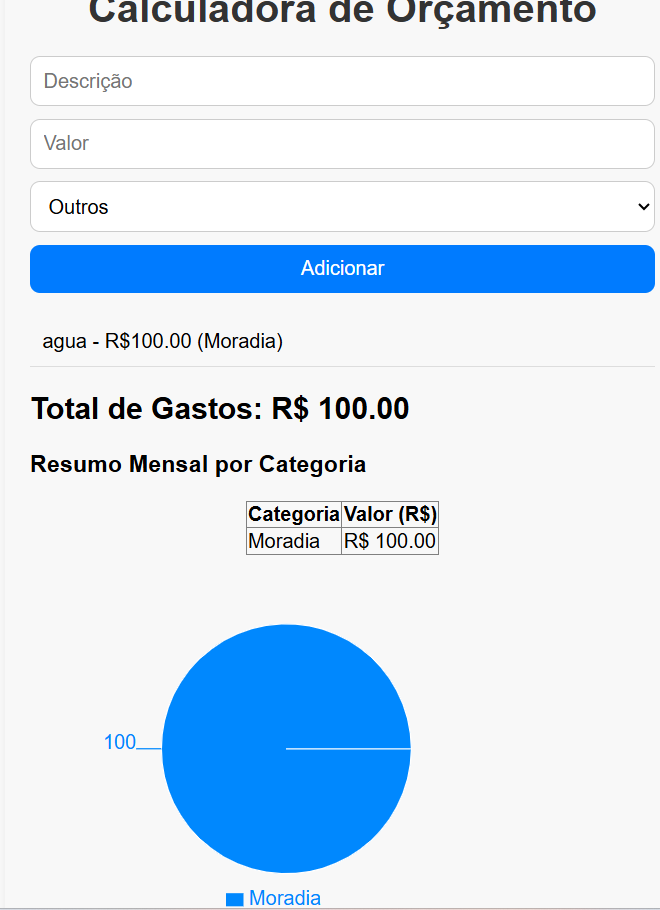 Calculadora de Orçamento
Descrição
Valor
Outros
Adicionar
agua - R$100.00 (Moradia)
Total de Gastos: R$ 100.00
Resumo Mensal por Categoria
Categoria Valor (R$)
Moradia R$ 100.00
100
Moradia